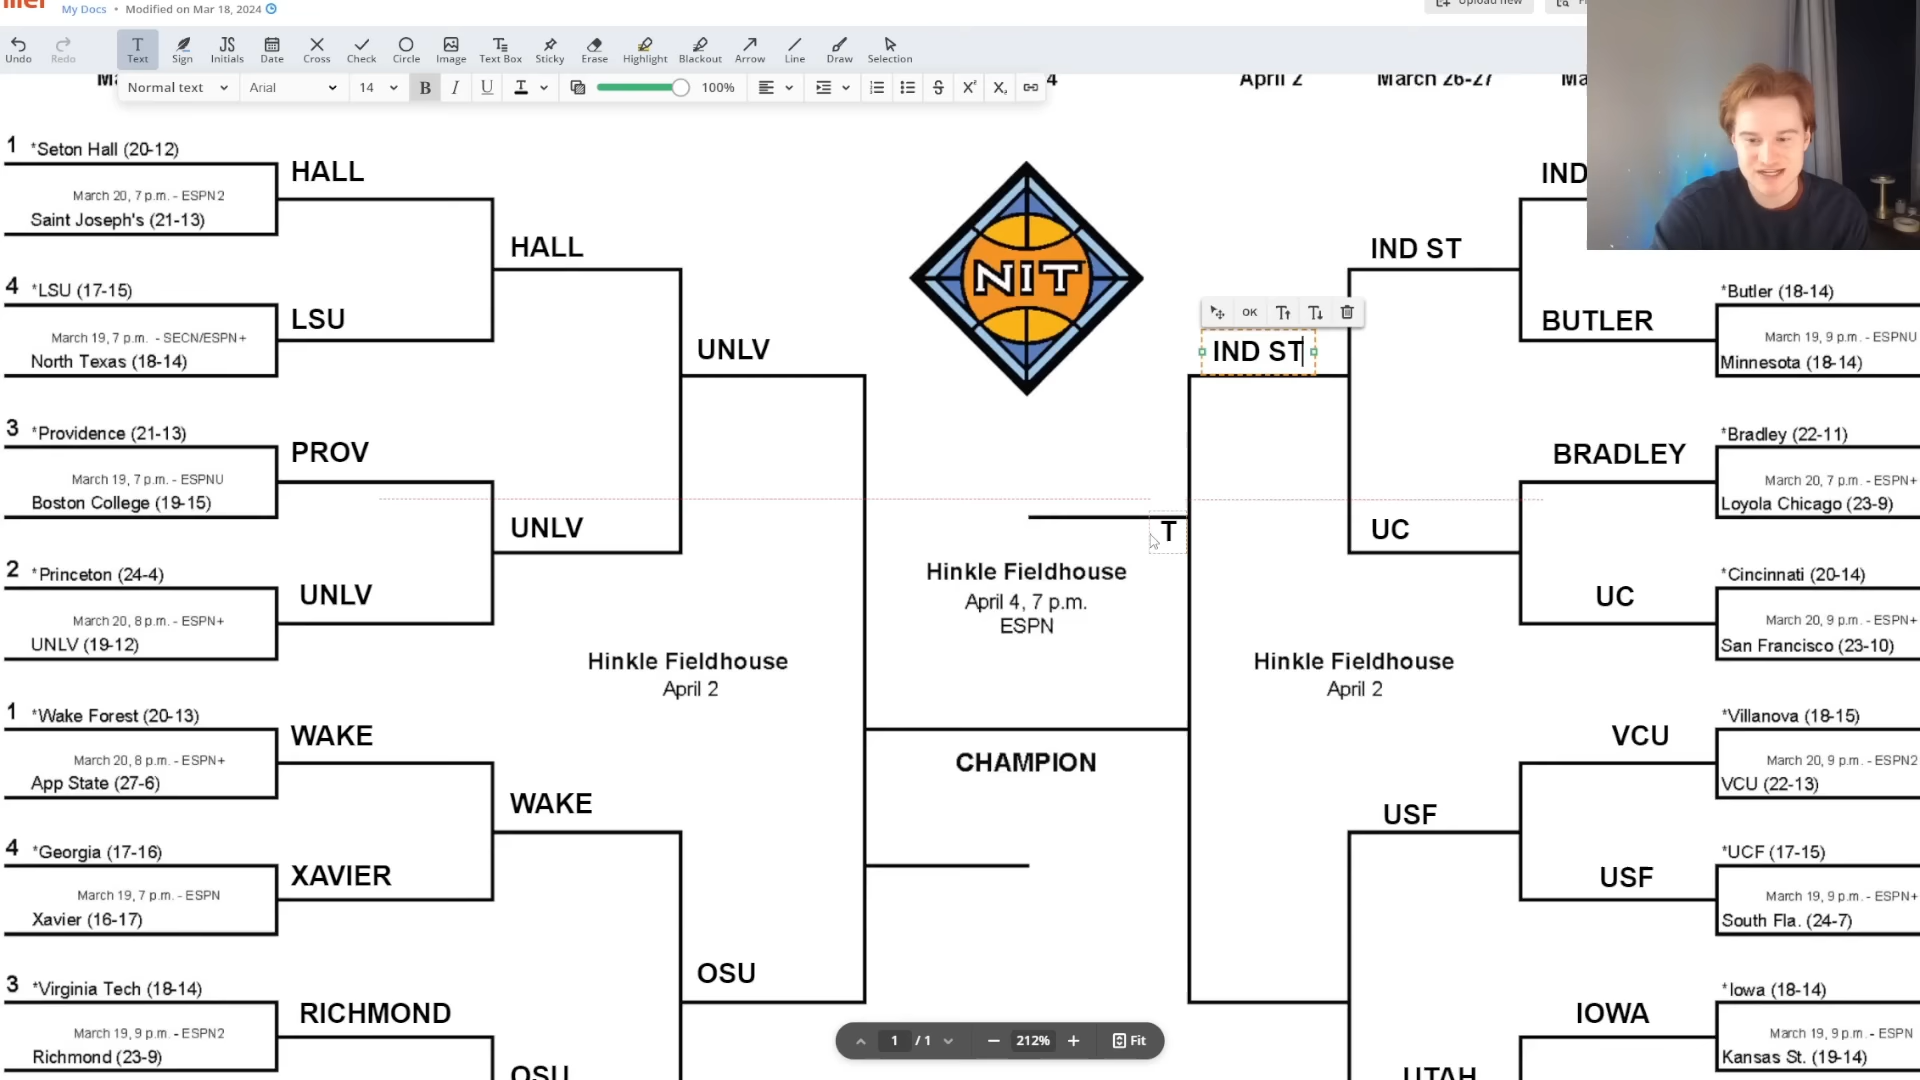 My Docs • Modified on Mar 18, 2024
Upload new
Undo
Redo
Text
Sign
Initials
Date
Cross
Check
Circle
Image
Text Box
Sticky
Erase
Highlight
Blackout
Arrow
Line
Draw
Selection
Normal text
Arial
14
B
I
U
T
100%
April 2
March 26-27
1 *Seton Hall (20-12)
March 20, 7 p.m. - ESPN2
Saint Joseph's (21-13)
4 *LSU (17-15)
March 19, 7 p.m. - SECN/ESPN+
North Texas (18-14)
3 *Providence (21-13)
March 19, 7 p.m. - ESPNU
Boston College (19-15)
2 *Princeton (24-4)
March 20, 8 p.m. - ESPN+
UNLV (19-12)
1 *Wake Forest (20-13)
March 20, 8 p.m. - ESPN+
App State (27-6)
4 *Georgia (17-16)
March 19, 7 p.m. - ESPN
Xavier (16-17)
3 *Virginia Tech (18-14)
March 19, 9 p.m. - ESPN2
Richmond (23-9)
HALL
LSU
PROV
UNLV
WAKE
XAVIER
RICHMOND
HALL
UNLV
WAKE
OSU
UNLV
OSU
Hinkle Fieldhouse
April 2
NIT
Hinkle Fieldhouse
April 4, 7 p.m.
ESPN
CHAMPION
T
OK
IND ST
Hinkle Fieldhouse
April 2
IND ST
UC
USF
UTAH
IND
BUTLER
BRADLEY
UC
VCU
USF
IOWA
*Butler (18-14)
March 19, 9 p.m. - ESPNU
Minnesota (18-14)
*Bradley (22-11)
March 20, 7 p.m. - ESPN+
Loyola Chicago (23-9)
*Cincinnati (20-14)
March 20, 9 p.m. - ESPN+
San Francisco (23-10)
*Villanova (18-15)
March 20, 9 p.m. - ESPN2
VCU (22-13)
*UCF (17-15)
March 19, 9 p.m. - ESPN+
South Fla. (24-7)
*Iowa (18-14)
March 19, 9 p.m. - ESPN
Kansas St. (19-14)
1 / 1
212%
Fit